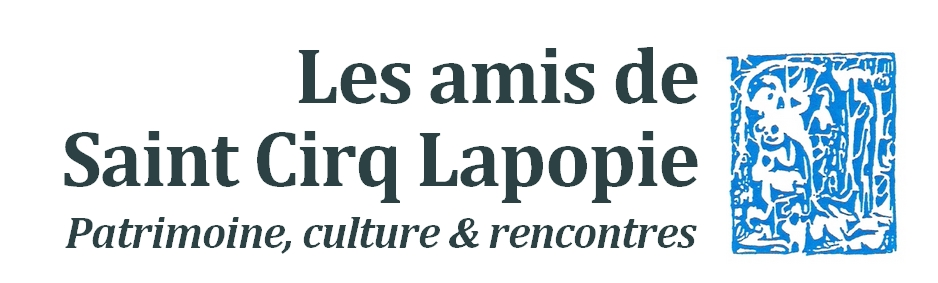 Les amis de
Saint Cirq Lapopie
Patrimoine, culture & rencontres